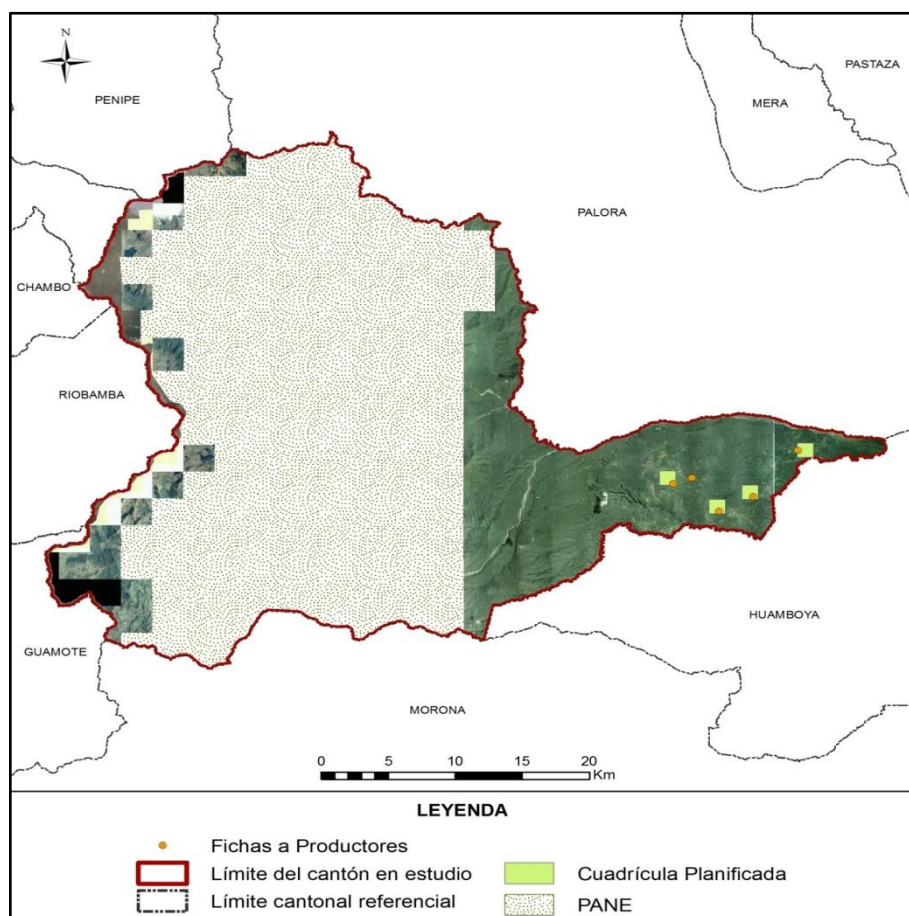 N
PASTAZA
PENIPE
MERA
PALORA
CHAMBO
RIOBAMBA
HUAMBOYA
GUAMOTE
MORONA
0 5 10 15 20
Km
LEYENDA
Fichas a Productores
Límite del cantón en estudio
Cuadrícula Planificada
Límite cantonal referencial
PANE